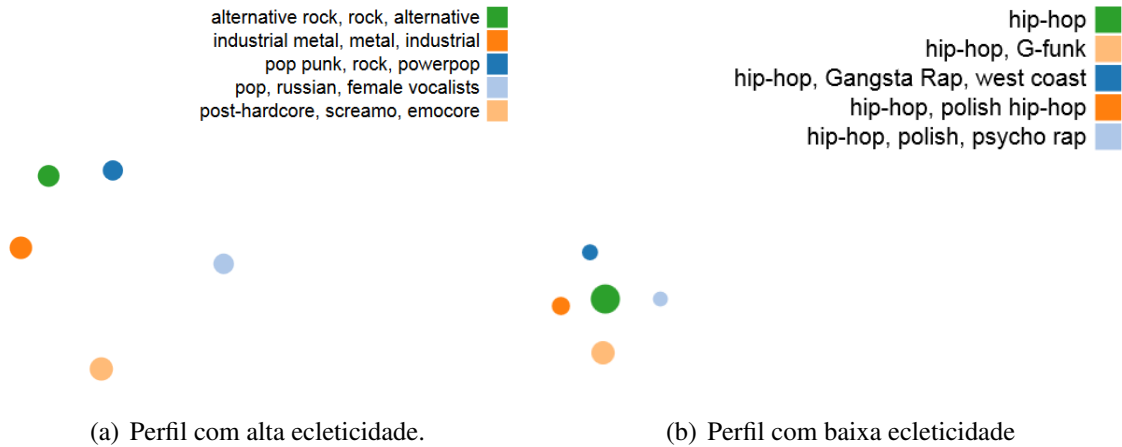 alternative rock, rock, alternative
industrial metal, metal, industrial
pop punk, rock, powerpop
pop, russian, female vocalists
post-hardcore, screamo, emocore
hip-hop
hip-hop, G-funk
hip-hop, Gangsta Rap, west coast
hip-hop, polish hip-hop
hip-hop, polish, psycho rap
(a) Perfil com alta ecleticidade.
(b) Perfil com baixa ecleticidade